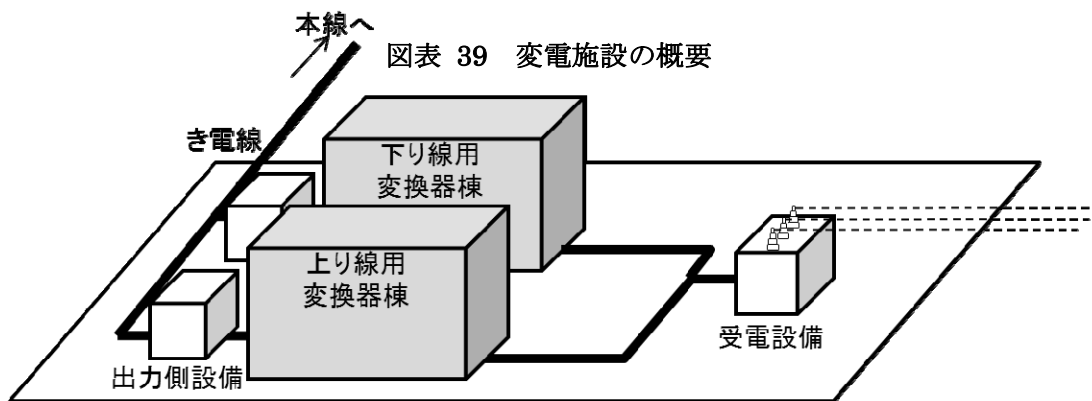 本線へ
図表 39 変電施設の概要
き電線
下り線用
変換器棟
上り線用
変換器棟
受電設備
出力側設備